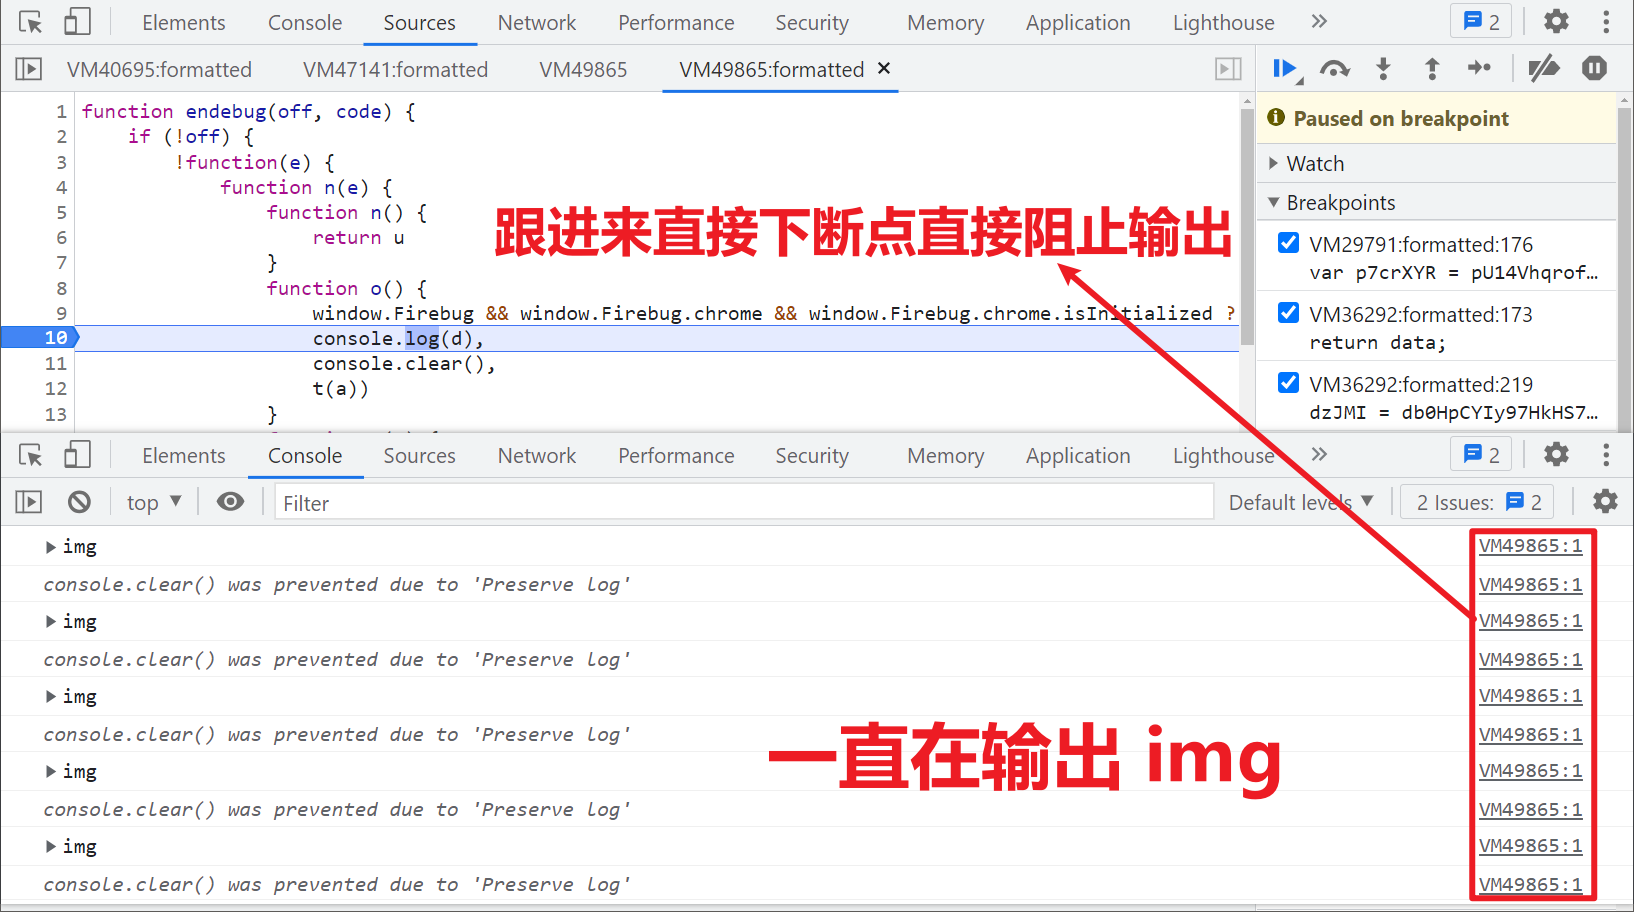 Elements Console Sources Network Performance Security Memory Application Lighthouse » 2
VM40695:formatted VM47141:formatted VM49865 VM49865:formatted ×
1 function endebug(off, code) {
2 if (!off) {
3 !function(e) {
4 function n(e) {
5 function n() {
6 return u
7 }
8 function o() {
9 window.Firebug && window.Firebug.chrome && window.Firebug.chrome.isInitialized ?
10 console.log(d),
11 console.clear(),
12 t(a))
13 }
跟进来直接下断点直接阻止输出
Paused on breakpoint
Watch
Breakpoints
VM29791:formatted:176
var p7crXYR = pU14Vhqrof…
VM36292:formatted:173
return data;
VM36292:formatted:219
dzJMI = db0HpCYIy97HkHS7…
Elements Console Sources Network Performance Security Memory Application Lighthouse » 2
top Filter Default levels 2 Issues: 2
img VM49865:1
console.clear() was prevented due to 'Preserve log' VM49865:1
img VM49865:1
console.clear() was prevented due to 'Preserve log' VM49865:1
img VM49865:1
console.clear() was prevented due to 'Preserve log' VM49865:1
img VM49865:1
console.clear() was prevented due to 'Preserve log' VM49865:1
img VM49865:1
console.clear() was prevented due to 'Preserve log' VM49865:1
一直在输出 img